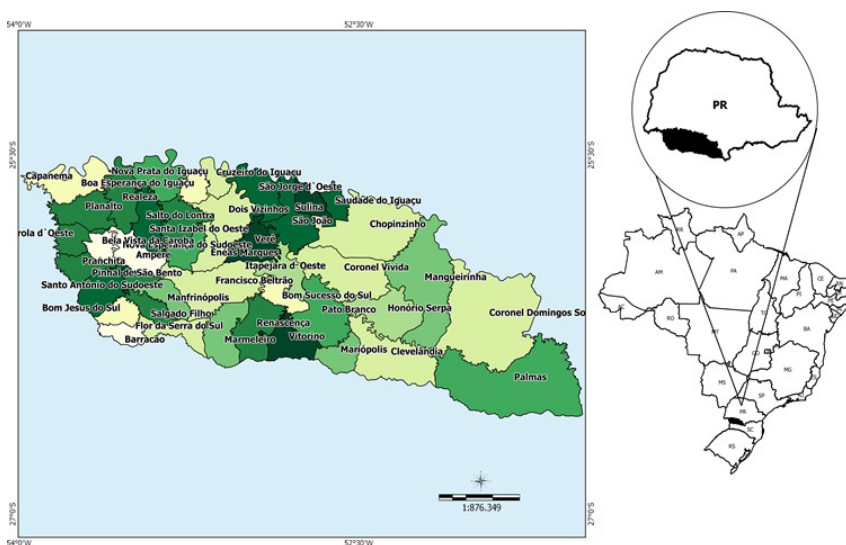 54°0'W
52°30'W
25°30'S
25°30'S
Capanema
Nova Prata do Iguaçu
Boa Esperança do Iguaçu
Cruzeiro do Iguaçu
São Jorge d`Oeste
Realeza
Planalto
Dois Vizinhos
Sulina
Saudade do Iguaçu
Salto do Lontra
São João
Chopinzinho
rola d`Oeste
Santa Izabel do Oeste
Bela Vista da Caroba
Nova Esperança do Sudoeste
Verê
Enéas Marques
Ampére
Pranchita
Itapejara d`Oeste
Coronel Vivida
Mangueirinha
Pinhal de São Bento
Santo Antônio do Sudoeste
Francisco Beltrão
Manfrinópolis
Bom Sucesso do Sul
Bom Jesus do Sul
Salgado Filho
Pato Branco
Honório Serpa
Coronel Domingos So
Flor da Serra do Sul
Renascença
Barracão
Marmeleiro
Vitorino
Mariópolis
Clevelândia
Palmas
1:876.349
27°0'S
27°0'S
54°0'W
52°30'W
PR
RR
AP
AM
PA
MA
CE
PI
AC
RO
TO
BA
MT
GO
MG
MS
SP
PR
SC
RS